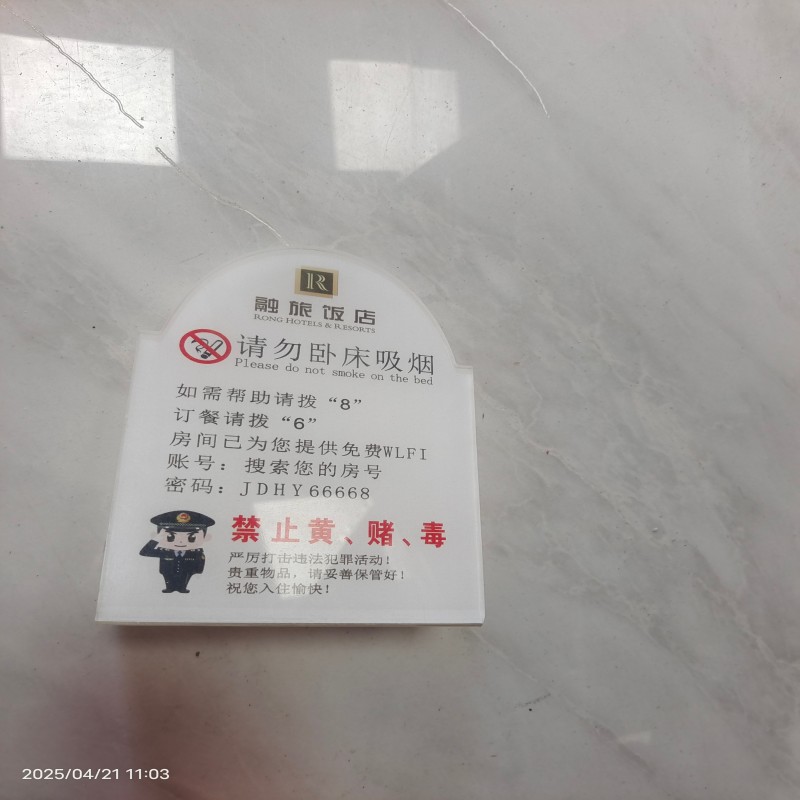 R
融旅饭店
RONG HOTELS & RESORTS
请勿卧床吸烟
Please do not smoke on the bed
如需帮助请拨“8”
订餐请拨“6”
房间已为您提供免费WLFI
账号：搜索您的房号
密码：JDHY66668
禁止黄、赌、毒
严厉打击违法犯罪活动！
贵重物品，请妥善保管好！
祝您入住愉快！
2025/04/21 11:03